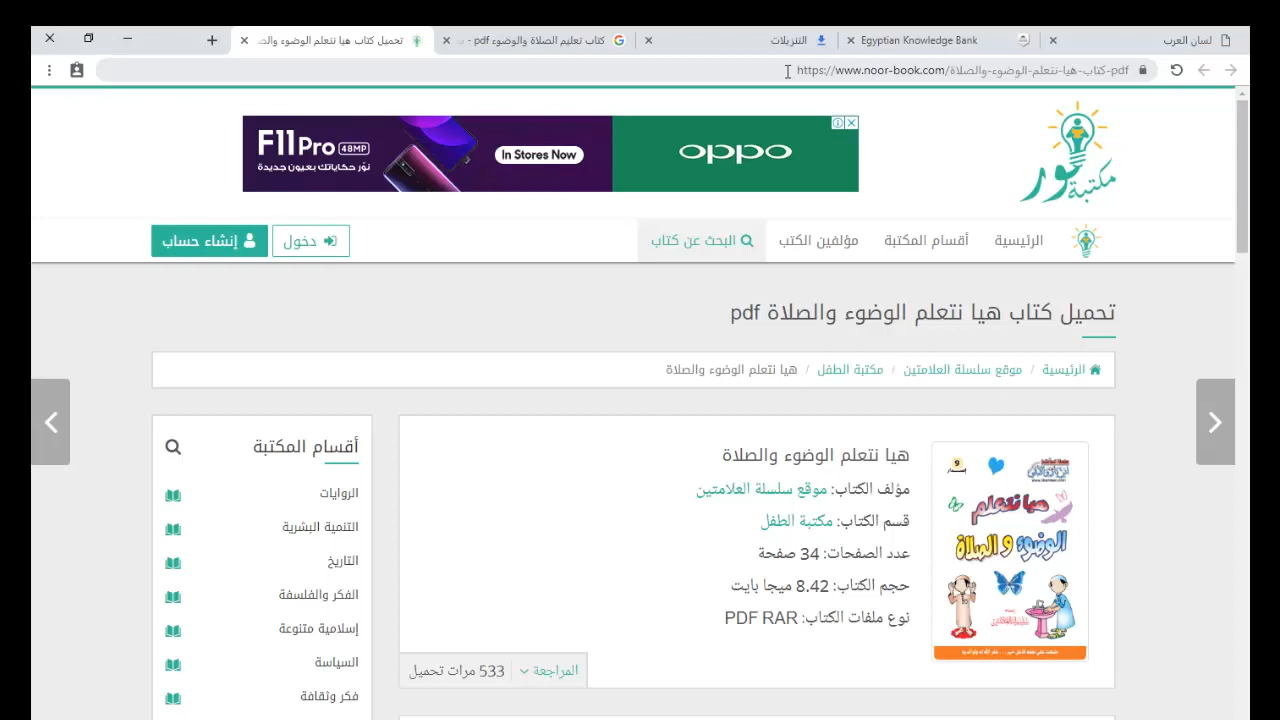 لسان العرب
Egyptian Knowledge Bank
التنزيلات
كتاب تعليم الصلاة والوضوء pdf -
تحميل كتاب هيا نتعلم الوضوء والص
https://www.noor-book.com/كتاب-هيا-نتعلم-الوضوء-والصلاة-pdf
F11 Pro 48MP
نوّر حكاياتك بعيون جديدة
In Stores Now
oppo
مكتبة نور
الرئيسية
أقسام المكتبة
مؤلفين الكتب
البحث عن كتاب
دخول
إنشاء حساب
تحميل كتاب هيا نتعلم الوضوء والصلاة pdf
الرئيسية / موقع سلسلة العلامتين / مكتبة الطفل / هيا نتعلم الوضوء والصلاة
هيا نتعلم الوضوء والصلاة
مؤلف الكتاب: موقع سلسلة العلامتين
قسم الكتاب: مكتبة الطفل
عدد الصفحات: 34 صفحة
حجم الكتاب: 8.42 ميجا بايت
نوع ملفات الكتاب: PDF RAR
المراجعة
533 مرات تحميل
هيا نتعلم
الوضوء و الصلاة
أقسام المكتبة
الروايات
التنمية البشرية
التاريخ
الفكر والفلسفة
إسلامية متنوعة
السياسة
فكر وثقافة